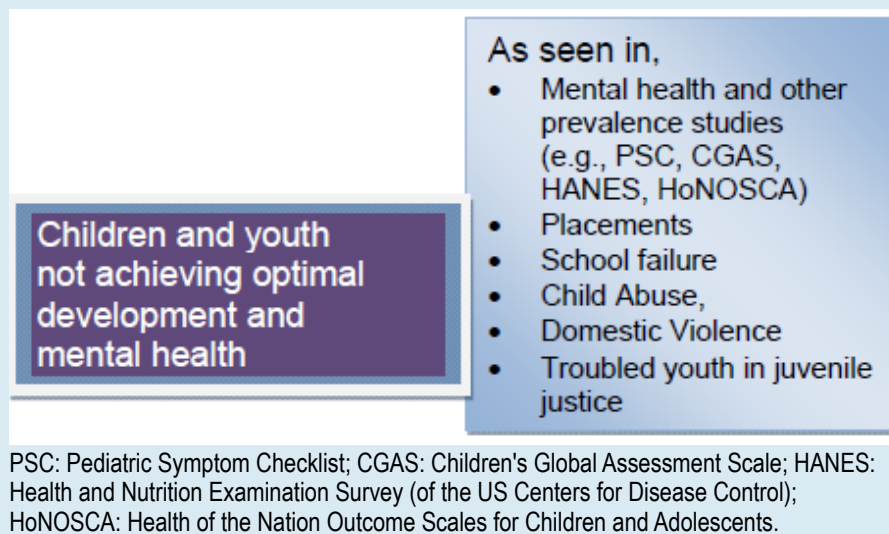 Children and youth
not achieving optimal
development and
mental health
As seen in,
• Mental health and other
prevalence studies
(e.g., PSC, CGAS,
HANES, HoNOSCA)
• Placements
• School failure
• Child Abuse,
• Domestic Violence
• Troubled youth in juvenile
justice
PSC: Pediatric Symptom Checklist; CGAS: Children's Global Assessment Scale; HANES:
Health and Nutrition Examination Survey (of the US Centers for Disease Control);
HoNOSCA: Health of the Nation Outcome Scales for Children and Adolescents.